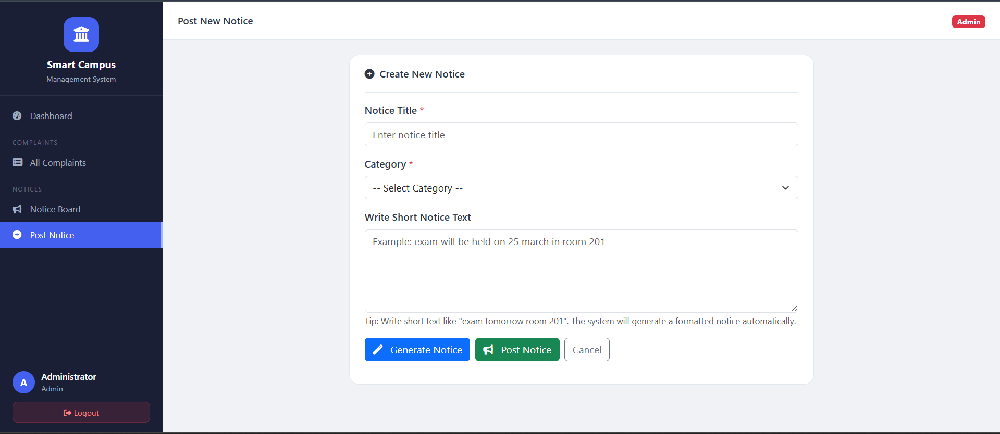 Smart Campus
Management System
Dashboard
COMPLAINTS
All Complaints
NOTICES
Notice Board
Post Notice
A
Administrator
Admin
Logout
Post New Notice
Admin
Create New Notice
Notice Title *
Enter notice title
Category *
-- Select Category --
Write Short Notice Text
Example: exam will be held on 25 march in room 201
Tip: Write short text like "exam tomorrow room 201". The system will generate a formatted notice automatically.
Generate Notice
Post Notice
Cancel